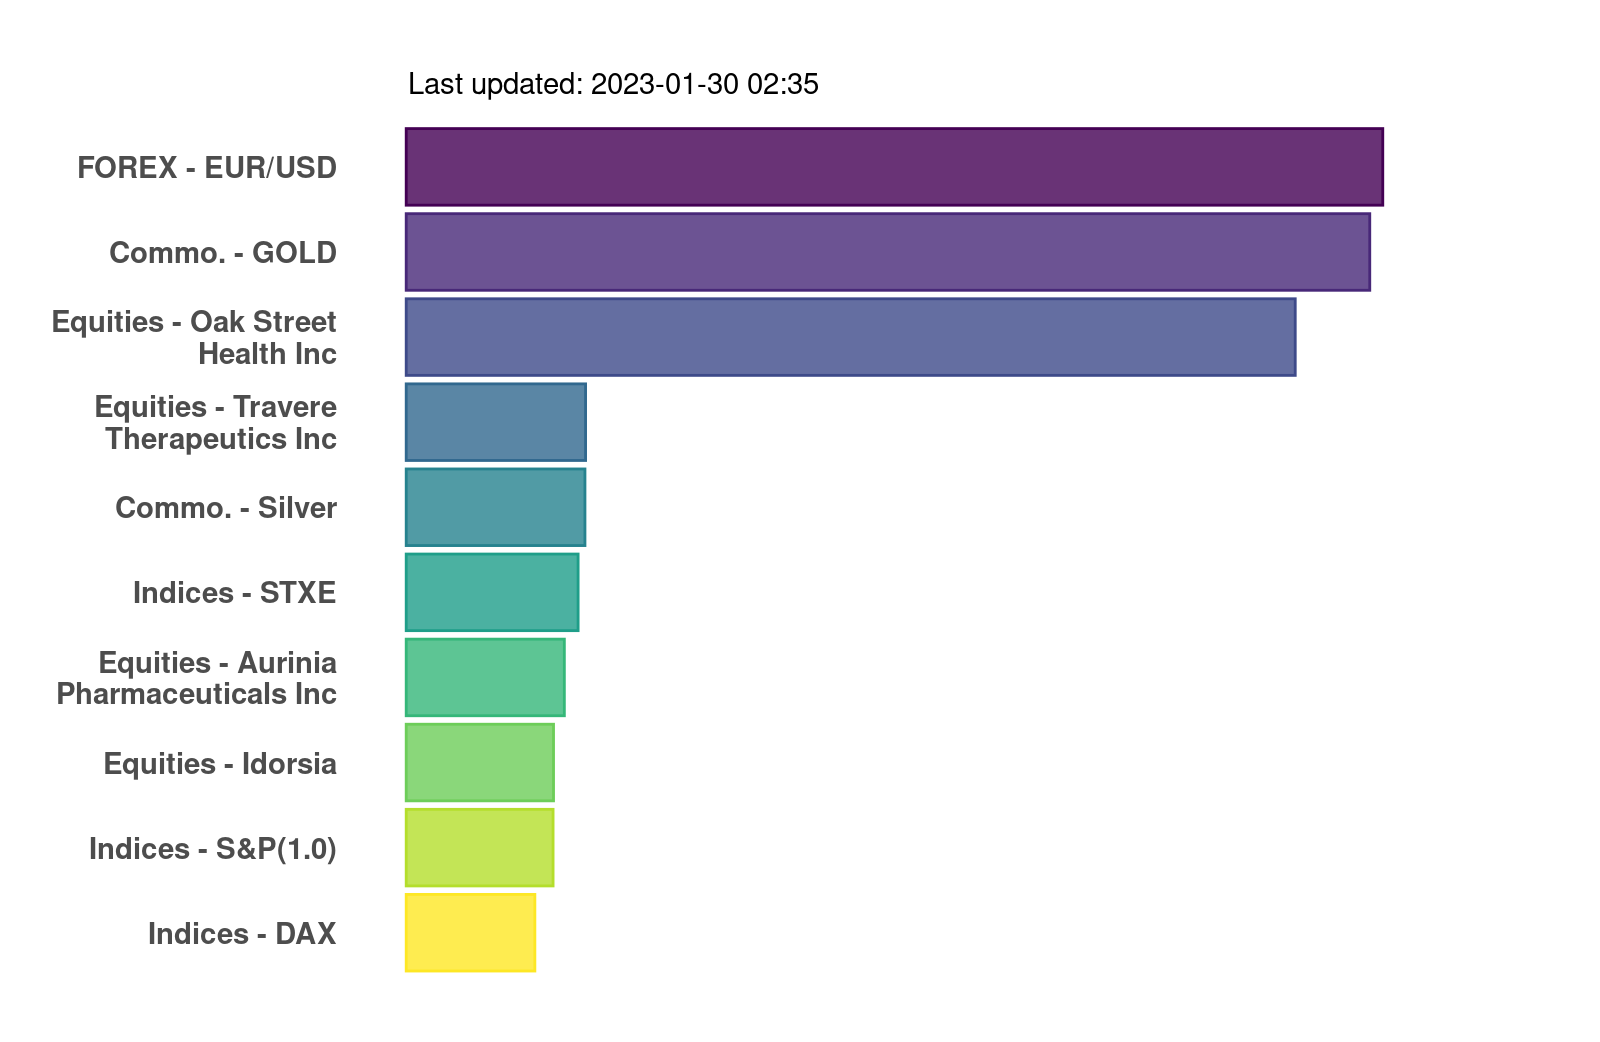 Last updated: 2023-01-30 02:35
FOREX - EUR/USD
Commo. - GOLD
Equities - Oak Street
Health Inc
Equities - Travere
Therapeutics Inc
Commo. - Silver
Indices - STXE
Equities - Aurinia
Pharmaceuticals Inc
Equities - Idorsia
Indices - S&P(1.0)
Indices - DAX